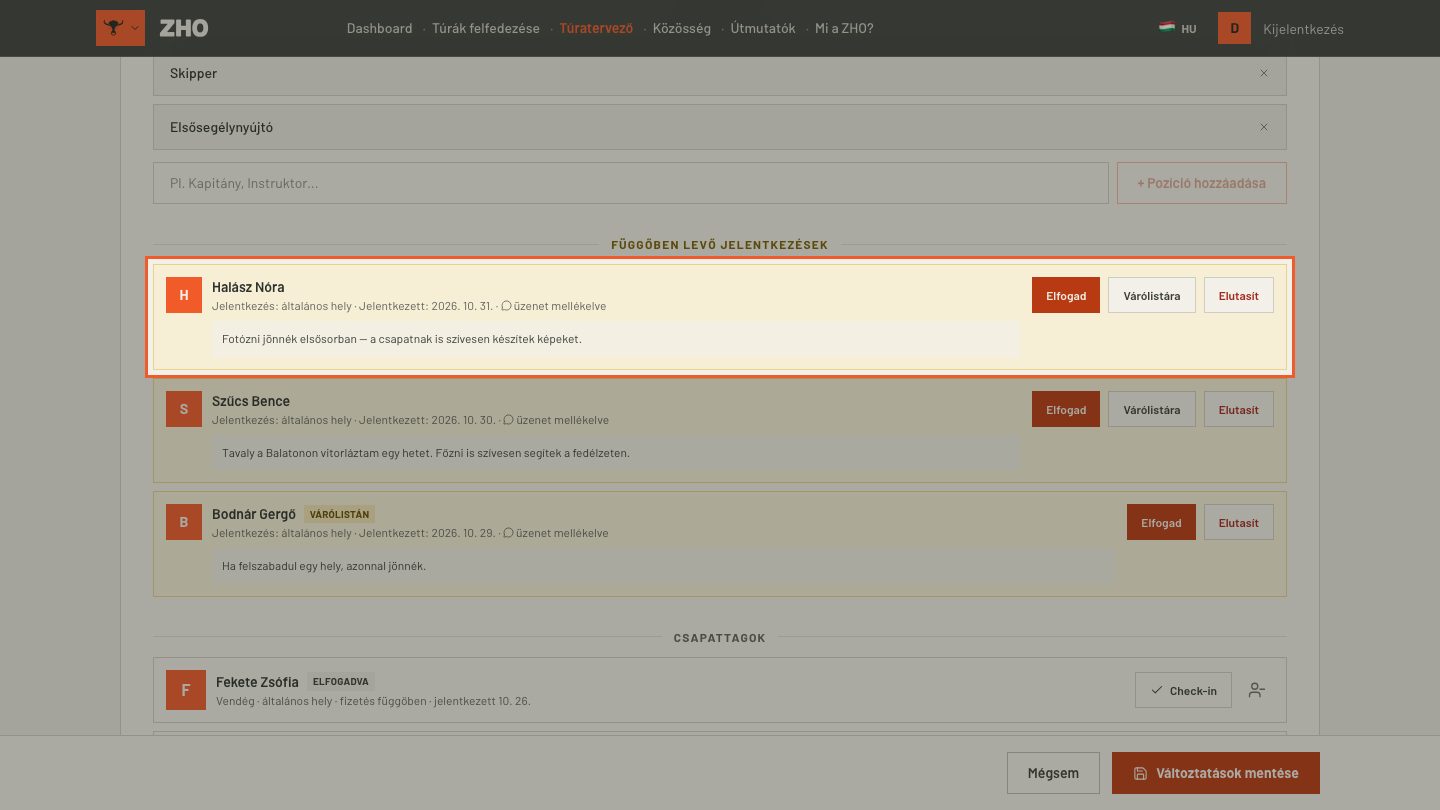 ZHO
Dashboard · Túrák felfedezése · Túratervező · Közösség · Útmutatók · Mi a ZHO?
HU
D
Kijelentkezés
Skipper
Elsősegélynyújtó
Pl. Kapitány, Instruktor...
+ Pozíció hozzáadása
FÜGGŐBEN LEVŐ JELENTKEZÉSEK
H
Halász Nóra
Jelentkezés: általános hely · Jelentkezett: 2026. 10. 31. · üzenet mellékelve
Fotózni jönnék elsősorban — a csapatnak is szívesen készítek képeket.
Elfogad
Várólistára
Elutasít
S
Szűcs Bence
Jelentkezés: általános hely · Jelentkezett: 2026. 10. 30. · üzenet mellékelve
Tavaly a Balatonon vitorláztam egy hetet. Főzni is szívesen segítek a fedélzeten.
Elfogad
Várólistára
Elutasít
B
Bodnár Gergő VÁRÓLISTÁN
Jelentkezés: általános hely · Jelentkezett: 2026. 10. 29. · üzenet mellékelve
Ha felszabadul egy hely, azonnal jönnék.
Elfogad
Elutasít
CSAPATTAGOK
F
Fekete Zsófia ELFOGADVA
Vendég · általános hely · fizetés függőben · jelentkezett 10. 26.
Check-in
Mégsem
Változtatások mentése